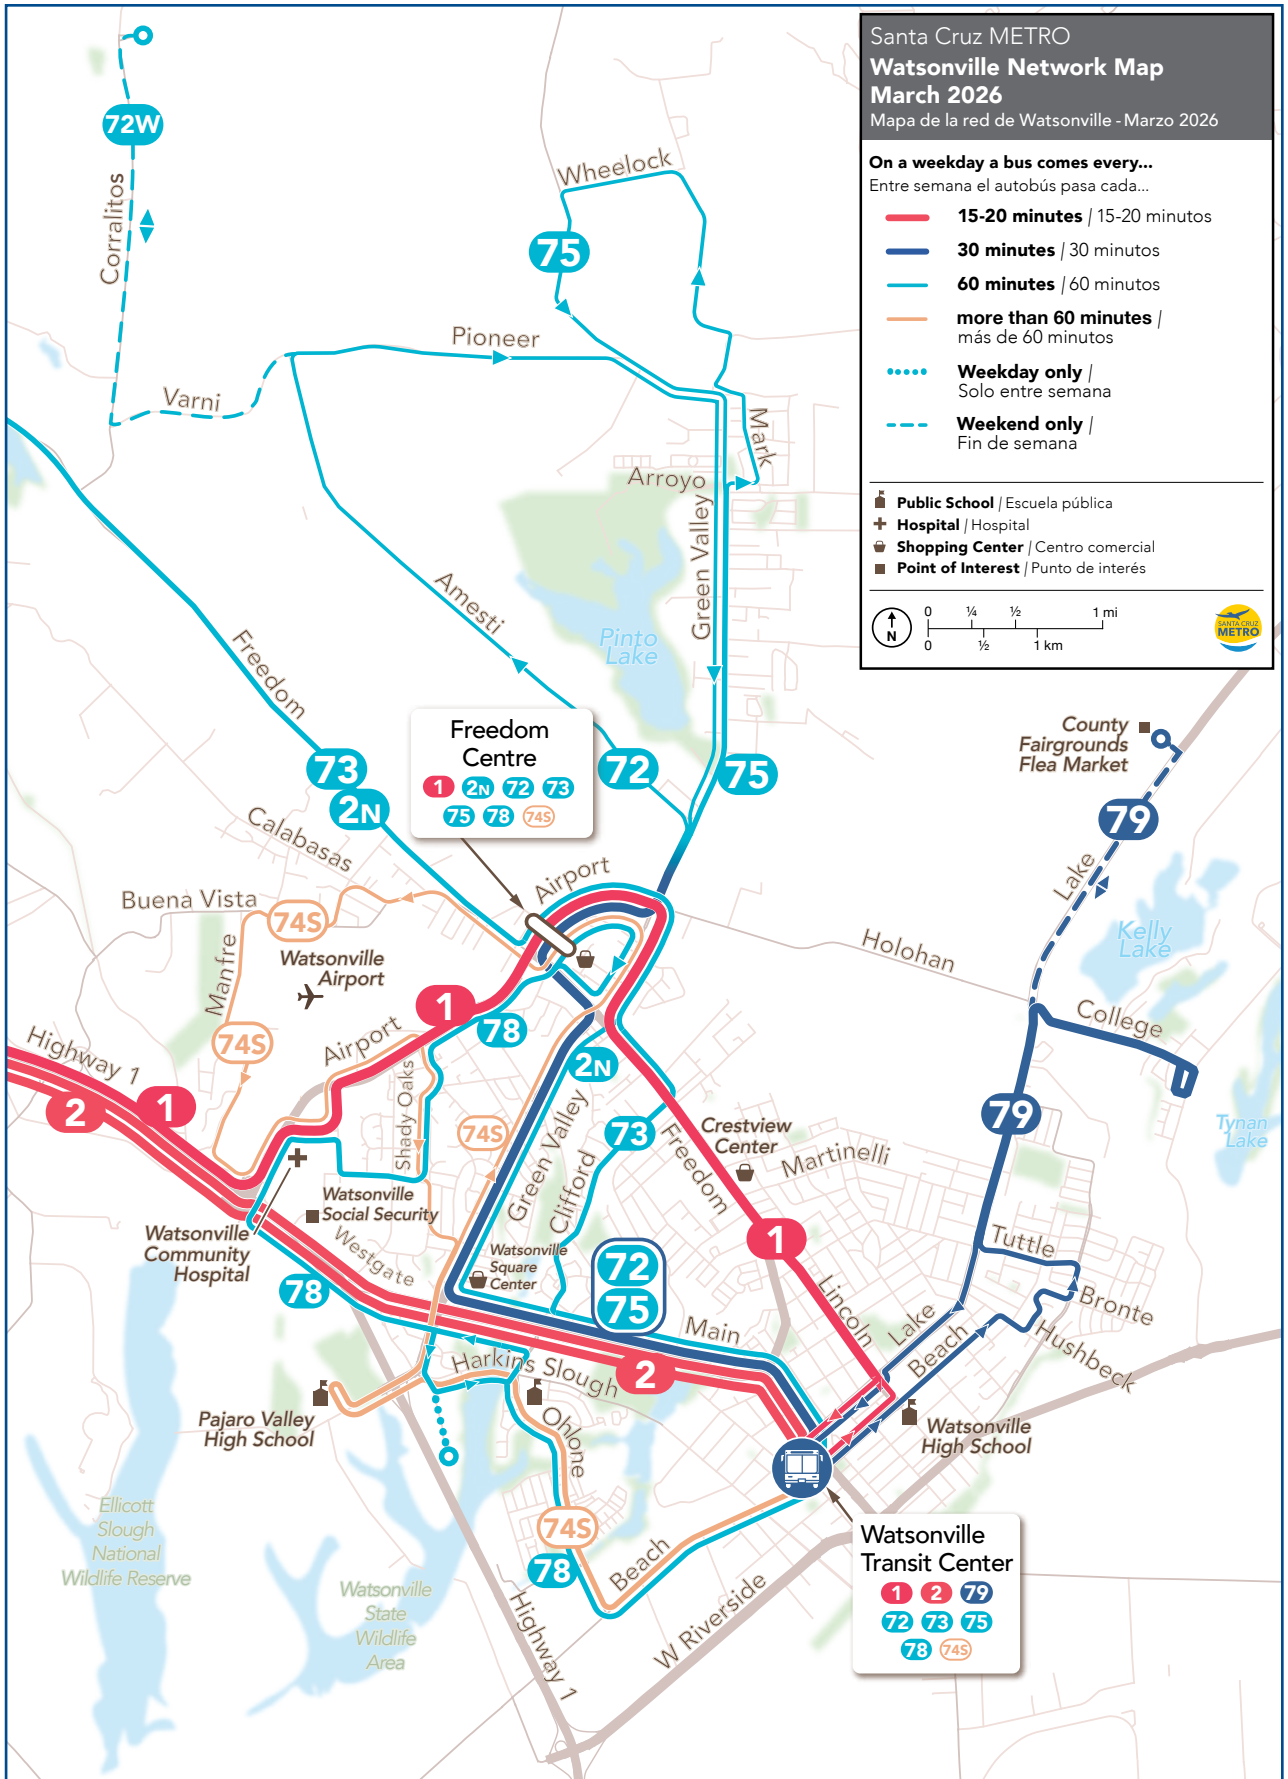 Santa Cruz METRO
Watsonville Network Map
March 2026
Mapa de la red de Watsonville - Marzo 2026
On a weekday a bus comes every...
Entre semana el autobús pasa cada...
15-20 minutes / 15-20 minutos
30 minutes / 30 minutos
60 minutes / 60 minutos
more than 60 minutes /
más de 60 minutos
Weekday only /
Solo entre semana
Weekend only /
Fin de semana
Public School / Escuela pública
Hospital / Hospital
Shopping Center / Centro comercial
Point of Interest / Punto de interés
0 ¼ ½ 1 mi
0 ½ 1 km
N
SANTA CRUZ
METRO
72W
Corralitos
Wheelock
75
Pioneer
Varni
Mark
Arroyo
Green Valley
Amesti
Pinto
Lake
Freedom
73
2N
72
75
Freedom
Centre
1 2N 72 73
75 78 74S
County
Fairgrounds
Flea Market
79
Lake
Kelly
Lake
Calabasas
Airport
Buena Vista
74S
Holohan
Manfre
Watsonville
Airport
1
78
College
Highway 1
74S
Airport
2N
2
1
Shady Oaks
74S
Green Valley
73
Clifford
Freedom
Crestview
Center
Martinelli
79
Tynan
Lake
Watsonville
Social Security
Watsonville
Community
Hospital
Westgate
78
Watsonville
Square
Center
72
75
1
Lincoln
Tuttle
Bronte
Hushbeck
Lake
Beach
Main
Harkins Slough
2
Pajaro Valley
High School
Ohlone
Watsonville
High School
Ellicott
Slough
National
Wildlife Reserve
74S
78
Beach
Watsonville
State
Wildlife
Area
Highway 1
W Riverside
Watsonville
Transit Center
1 2 79
72 73 75
78 74S